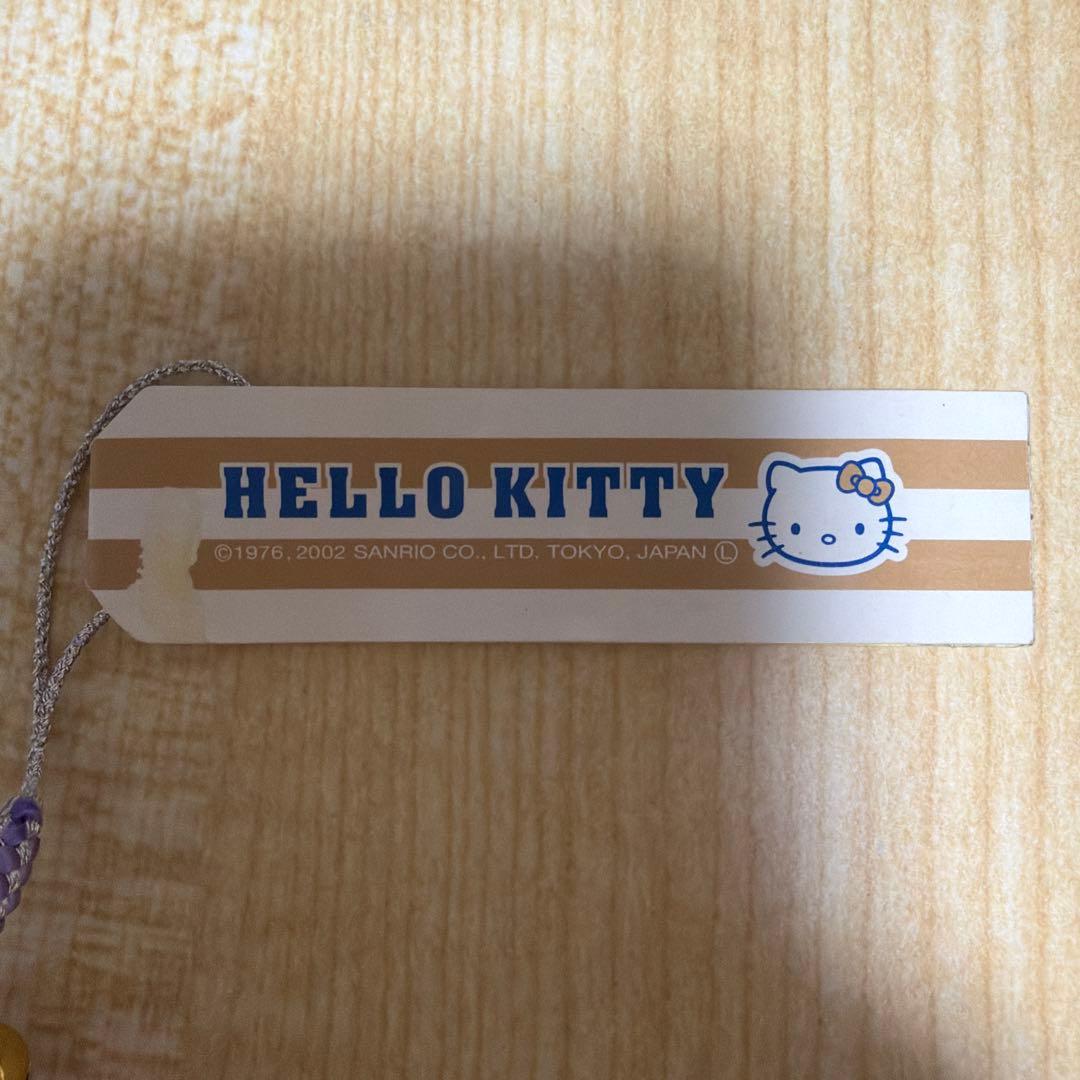 HELLO KITTY
©1976, 2002 SANRIO CO., LTD. TOKYO, JAPAN Ⓛ